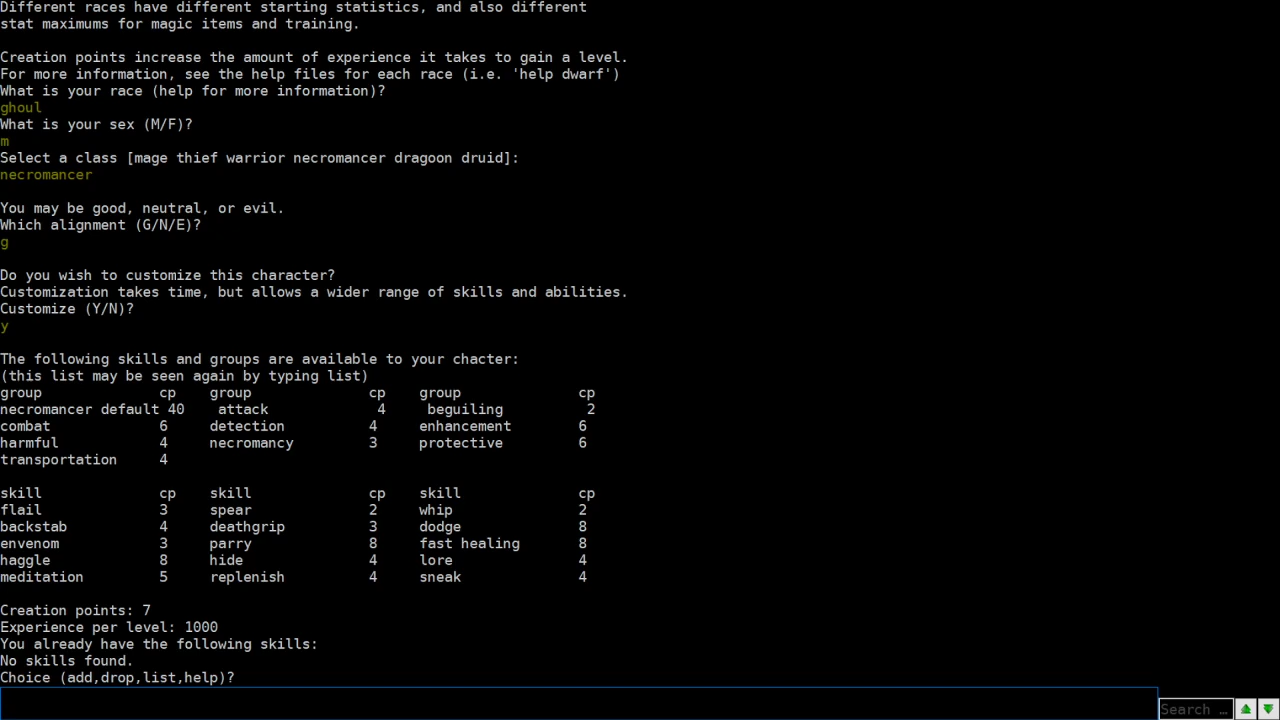 Different races have different starting statistics, and also different
stat maximums for magic items and training.
Creation points increase the amount of experience it takes to gain a level.
For more information, see the help files for each race (i.e. 'help dwarf')
What is your race (help for more information)?
ghoul
What is your sex (M/F)?
m
Select a class [mage thief warrior necromancer dragoon druid]:
necromancer
You may be good, neutral, or evil.
Which alignment (G/N/E)?
g
Do you wish to customize this character?
Customization takes time, but allows a wider range of skills and abilities.
Customize (Y/N)?
y
The following skills and groups are available to your chacter:
(this list may be seen again by typing list)
group cp group cp group cp
necromancer default 40 attack 4 beguiling 2
combat 6 detection 4 enhancement 6
harmful 4 necromancy 3 protective 6
transportation 4
skill cp skill cp skill cp
flail 3 spear 2 whip 2
backstab 4 deathgrip 3 dodge 8
envenom 3 parry 8 fast healing 8
haggle 8 hide 4 lore 4
meditation 5 replenish 4 sneak 4
Creation points: 7
Experience per level: 1000
You already have the following skills:
No skills found.
Choice (add,drop,list,help)?
Search …